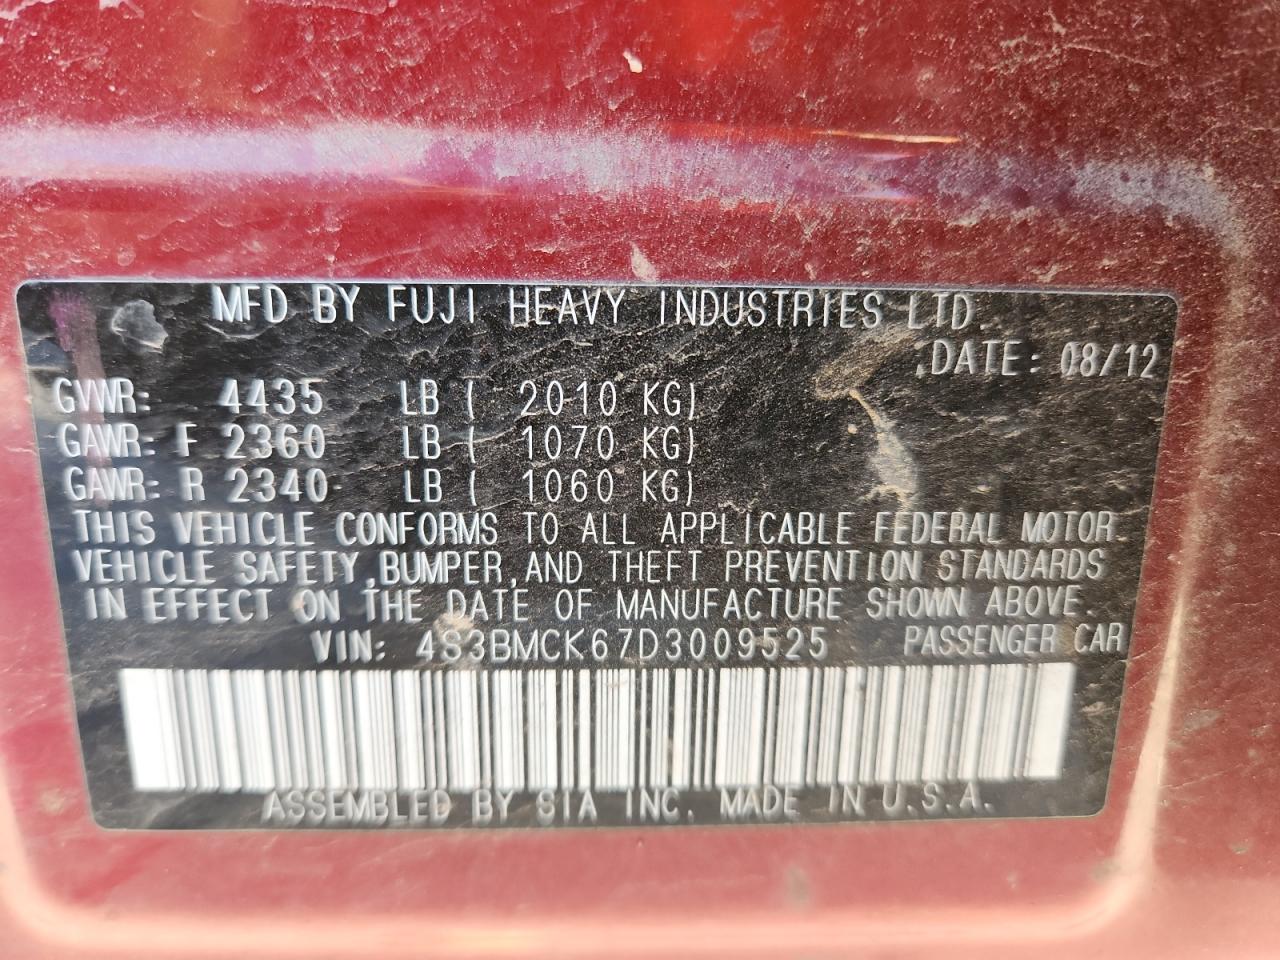 MFD BY FUJI HEAVY INDUSTRIES LTD.
DATE: 08/12
GVWR: 4435 LB ( 2010 KG)
GAWR: F 2360 LB ( 1070 KG)
GAWR: R 2340 LB ( 1060 KG)
THIS VEHICLE CONFORMS TO ALL APPLICABLE FEDERAL MOTOR
VEHICLE SAFETY,BUMPER,AND THEFT PREVENTION STANDARDS
IN EFFECT ON THE DATE OF MANUFACTURE SHOWN ABOVE.
VIN: 4S3BMCK67D3009525 PASSENGER CAR
ASSEMBLED BY SIA INC. MADE IN U.S.A.